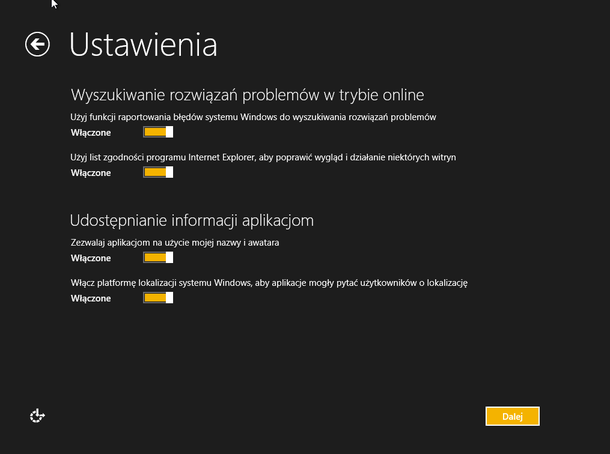 Ustawienia
Wyszukiwanie rozwiązań problemów w trybie online
Użyj funkcji raportowania błędów systemu Windows do wyszukiwania rozwiązań problemów
Włączone
Użyj list zgodności programu Internet Explorer, aby poprawić wygląd i działanie niektórych witryn
Włączone
Udostępnianie informacji aplikacjom
Zezwalaj aplikacjom na użycie mojej nazwy i awatara
Włączone
Włącz platformę lokalizacji systemu Windows, aby aplikacje mogły pytać użytkowników o lokalizację
Włączone
Dalej